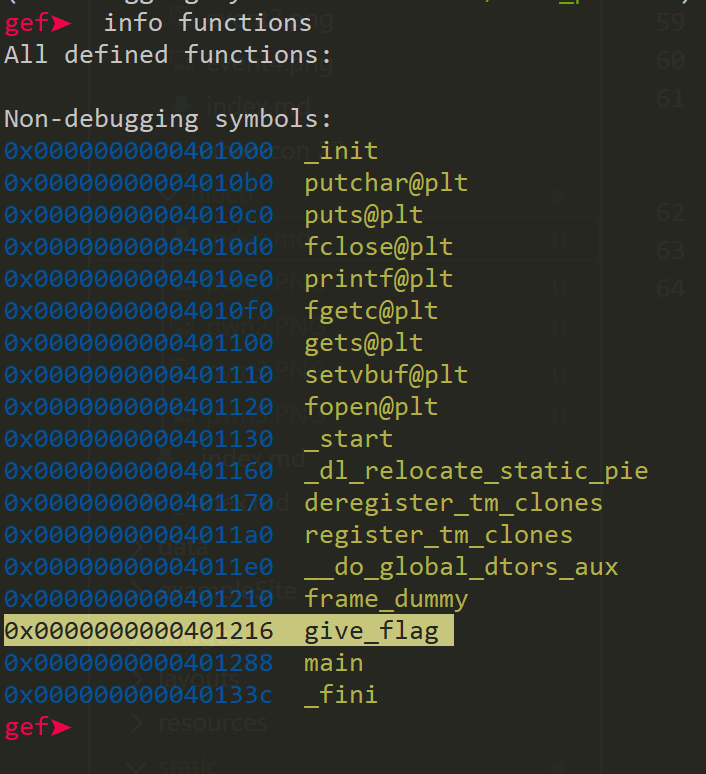 gef➤  info functions
All defined functions:
Non-debugging symbols:
0x0000000000401000  _init
0x00000000004010b0  putchar@plt
0x00000000004010c0  puts@plt
0x00000000004010d0  fclose@plt
0x00000000004010e0  printf@plt
0x00000000004010f0  fgetc@plt
0x0000000000401100  gets@plt
0x0000000000401110  setvbuf@plt
0x0000000000401120  fopen@plt
0x0000000000401130  _start
0x0000000000401160  _dl_relocate_static_pie
0x0000000000401170  deregister_tm_clones
0x00000000004011a0  register_tm_clones
0x00000000004011e0  __do_global_dtors_aux
0x0000000000401210  frame_dummy
0x0000000000401216  give_flag
0x0000000000401288  main
0x000000000040133c  _fini
gef➤